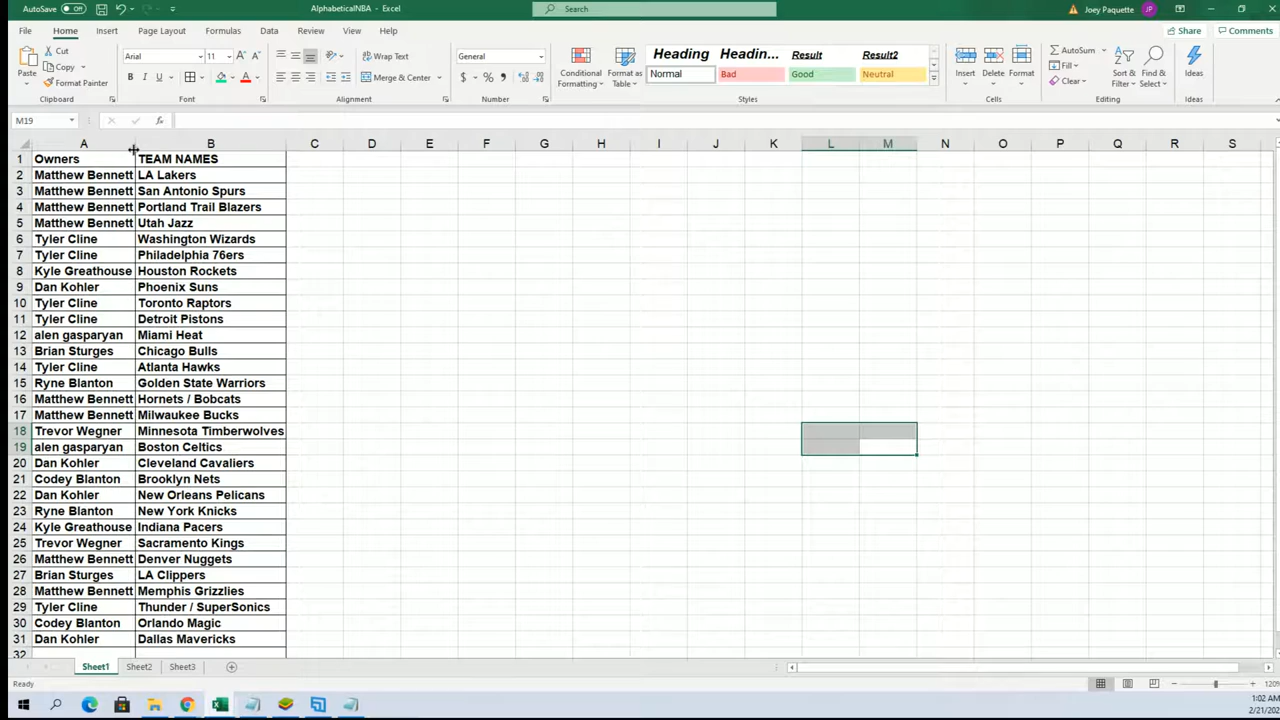 AutoSave Off AlphabeticalNBA - Excel Search Joey Paquette JP
File Home Insert Page Layout Formulas Data Review View Help Share Comments
Paste Cut Copy Format Painter Clipboard
Arial 11 B I U A A A Font
Wrap Text Merge & Center Alignment
General $ % Number
Conditional Formatting Format as Table
Heading Headin... Result Result2
Normal Bad Good Neutral
Styles
Insert Delete Format Cells
AutoSum Fill Clear Sort & Filter Find & Select Editing
Ideas Ideas
M19 fx
A B C D E F G H I J K L M N O P Q R S
1 Owners TEAM NAMES
2 Matthew Bennett LA Lakers
3 Matthew Bennett San Antonio Spurs
4 Matthew Bennett Portland Trail Blazers
5 Matthew Bennett Utah Jazz
6 Tyler Cline Washington Wizards
7 Tyler Cline Philadelphia 76ers
8 Kyle Greathouse Houston Rockets
9 Dan Kohler Phoenix Suns
10 Tyler Cline Toronto Raptors
11 Tyler Cline Detroit Pistons
12 alen gasparyan Miami Heat
13 Brian Sturges Chicago Bulls
14 Tyler Cline Atlanta Hawks
15 Ryne Blanton Golden State Warriors
16 Matthew Bennett Hornets / Bobcats
17 Matthew Bennett Milwaukee Bucks
18 Trevor Wegner Minnesota Timberwolves
19 alen gasparyan Boston Celtics
20 Dan Kohler Cleveland Cavaliers
21 Codey Blanton Brooklyn Nets
22 Dan Kohler New Orleans Pelicans
23 Ryne Blanton New York Knicks
24 Kyle Greathouse Indiana Pacers
25 Trevor Wegner Sacramento Kings
26 Matthew Bennett Denver Nuggets
27 Brian Sturges LA Clippers
28 Matthew Bennett Memphis Grizzlies
29 Tyler Cline Thunder / SuperSonics
30 Codey Blanton Orlando Magic
31 Dan Kohler Dallas Mavericks
32
Sheet1 Sheet2 Sheet3
Ready 120%
1:02 AM
2/21/202